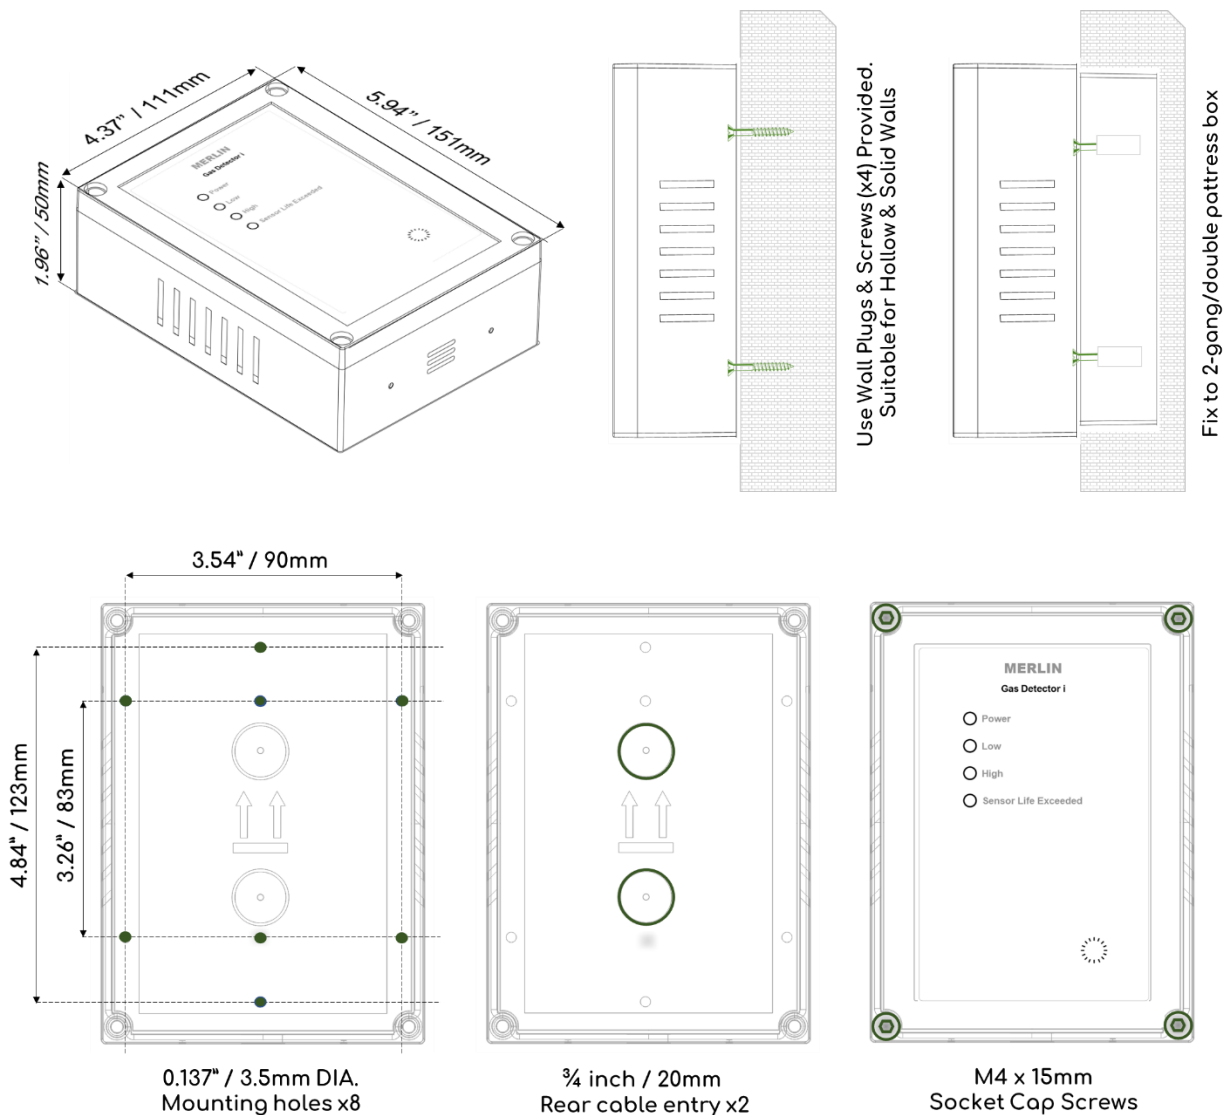 4.37" / 111mm
5.94" / 151mm
1.96" / 50mm
MERLIN
Gas Detector i
Power
Low
High
Sensor Life Exceeded
Use Wall Plugs & Screws (x4) Provided.
Suitable for Hollow & Solid Walls
Fix to 2-gang/double pattress box
3.54" / 90mm
4.84" / 123mm
3.26" / 83mm
0.137" / 3.5mm DIA.
Mounting holes x8
¾ inch / 20mm
Rear cable entry x2
MERLIN
Gas Detector i
Power
Low
High
Sensor Life Exceeded
M4 x 15mm
Socket Cap Screws